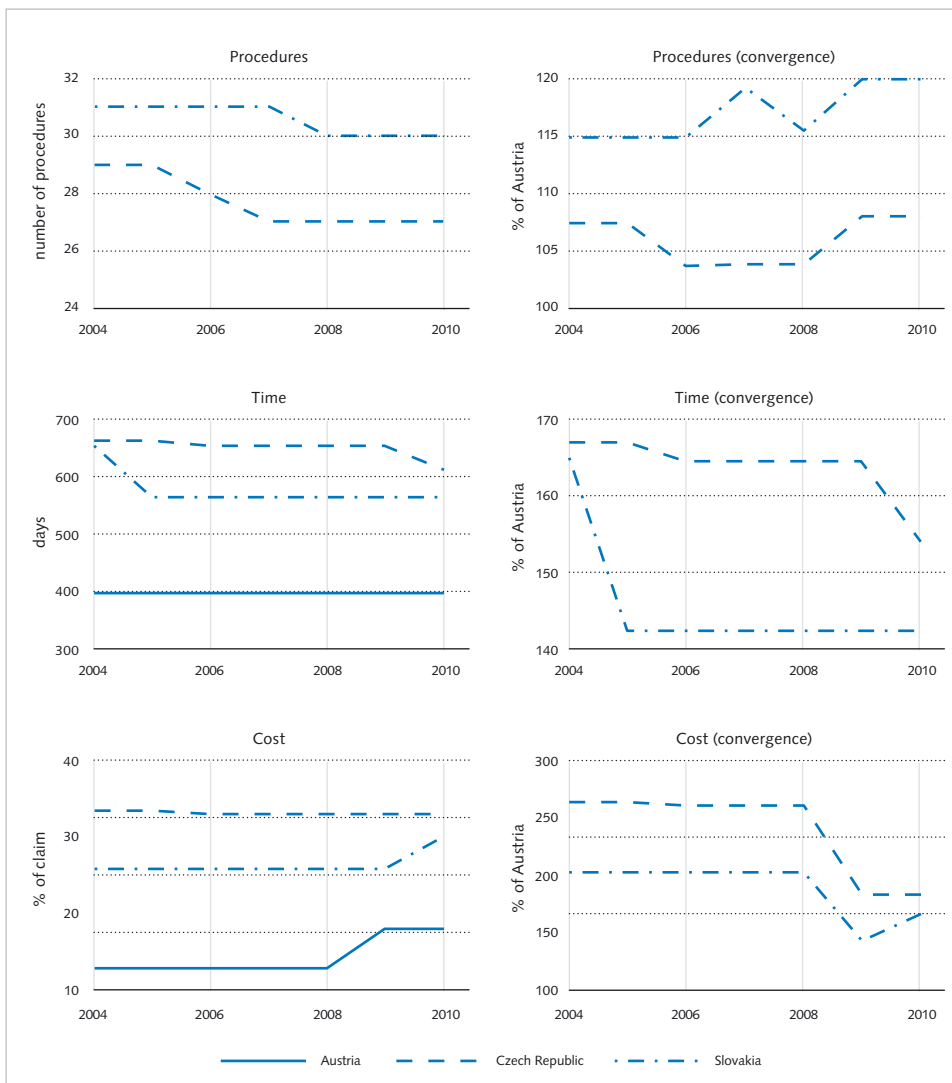 Procedures
32
30
28
26
24
number of procedures
2004 2006 2008 2010
Procedures (convergence)
120
115
110
105
100
% of Austria
2004 2006 2008 2010
Time
700
600
500
400
300
days
2004 2006 2008 2010
Time (convergence)
170
160
150
140
% of Austria
2004 2006 2008 2010
Cost
40
30
20
10
% of claim
2004 2006 2008 2010
Cost (convergence)
300
250
200
150
100
% of Austria
2004 2006 2008 2010
Austria Czech Republic Slovakia